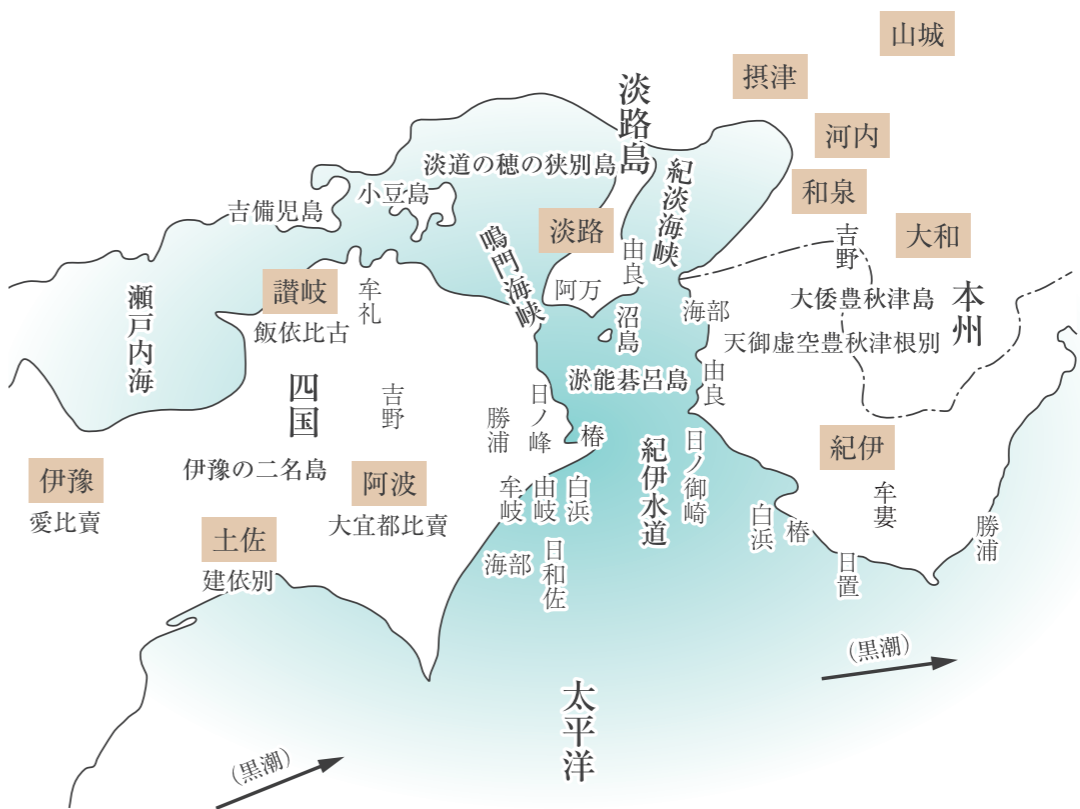 山城
摂津
淡路島
河内
淡道の穂の狭別島
紀淡海峡
和泉
小豆島
吉備児島
淡路
吉野
大和
鳴門海峡
由良
讃岐
牟礼
阿万
瀬戸内海
沼島
海部
大倭豊秋津島
本州
飯依比古
天御虚空豊秋津根別
淤能碁呂島
由良
四国
吉野
日ノ峰
勝浦
椿
日ノ御崎
紀伊水道
紀伊
伊豫の二名島
伊豫
阿波
牟岐
由岐
白浜
牟婁
愛比賣
大宜都比賣
白浜
椿
勝浦
土佐
海部
日和佐
日置
建依別
(黒潮)
太平洋
(黒潮)